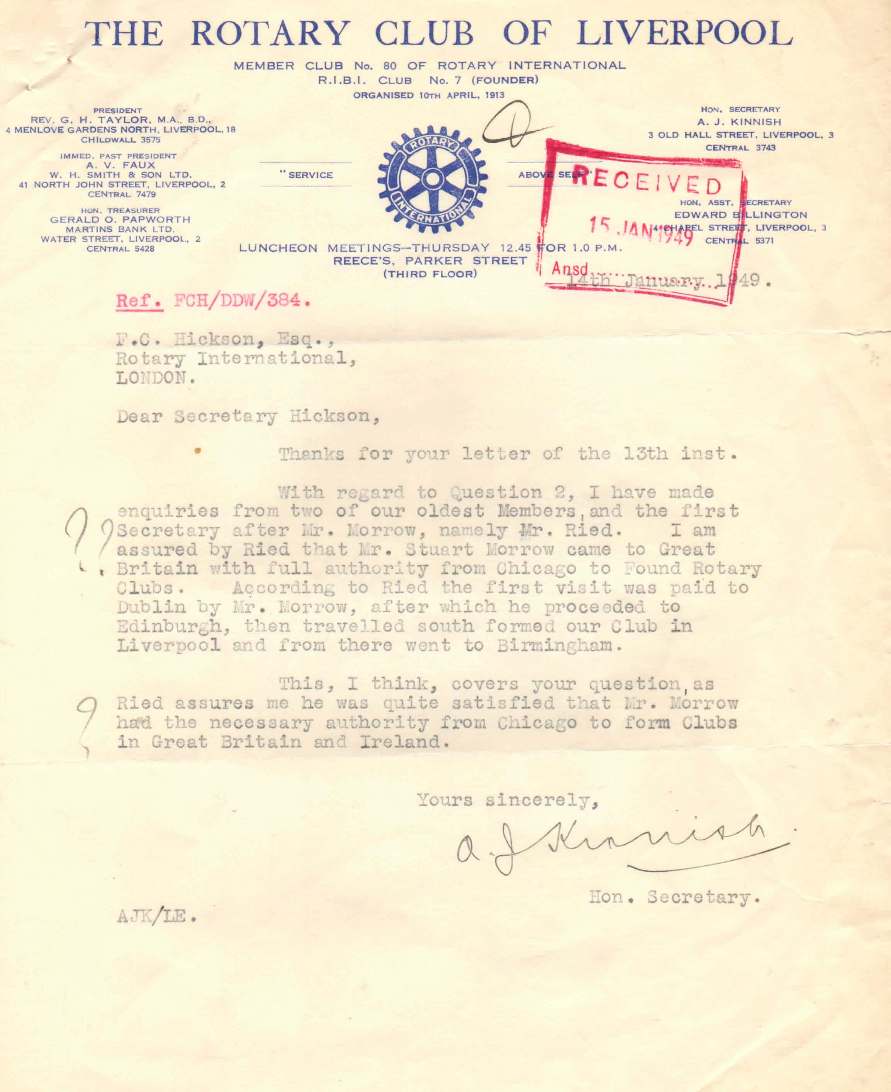 THE ROTARY CLUB OF LIVERPOOL
MEMBER CLUB No. 80 OF ROTARY INTERNATIONAL
R.I.B.I. CLUB No. 7 (FOUNDER)
ORGANISED 10TH APRIL, 1913
PRESIDENT
REV. G. H. TAYLOR, M.A., B.D.,
4 MENLOVE GARDENS NORTH, LIVERPOOL, 18
CHILDWALL 3575
IMMED. PAST PRESIDENT
A. V. FAUX
W. H. SMITH & SON LTD.
41 NORTH JOHN STREET, LIVERPOOL, 2
CENTRAL 7479
HON. TREASURER
GERALD O. PAPWORTH
MARTINS BANK LTD.
WATER STREET, LIVERPOOL, 2
CENTRAL 5428
"SERVICE
ROTARY
INTERNATIONAL
ABOVE SELF"
HON. SECRETARY
A. J. KINNISH
3 OLD HALL STREET, LIVERPOOL, 3
CENTRAL 3743
HON. ASST. SECRETARY
EDWARD BILLINGTON
CHAPEL STREET, LIVERPOOL, 3
CENTRAL 5371
RECEIVED
15 JAN 1949
Ansd.
LUNCHEON MEETINGS—THURSDAY 12.45 FOR 1.0 P.M.
REECE'S, PARKER STREET
(THIRD FLOOR)
14th January, 1949.
Ref. FCH/DDW/384.
F.C. Hickson, Esq.,
Rotary International,
LONDON.
Dear Secretary Hickson,
Thanks for your letter of the 13th inst.
With regard to Question 2, I have made
enquiries from two of our oldest Members, and the first
? ? Secretary after Mr. Morrow, namely Mr. Ried. I am
assured by Ried that Mr. Stuart Morrow came to Great
Britain with full authority from Chicago to Found Rotary
Clubs. According to Ried the first visit was paid to
Dublin by Mr. Morrow, after which he proceeded to
Edinburgh, then travelled south formed our Club in
Liverpool and from there went to Birmingham.
This, I think, covers your question, as
? Ried assures me he was quite satisfied that Mr. Morrow
had the necessary authority from Chicago to form Clubs
in Great Britain and Ireland.
Yours sincerely,
A. J Kinnish.
Hon. Secretary.
AJK/LE.